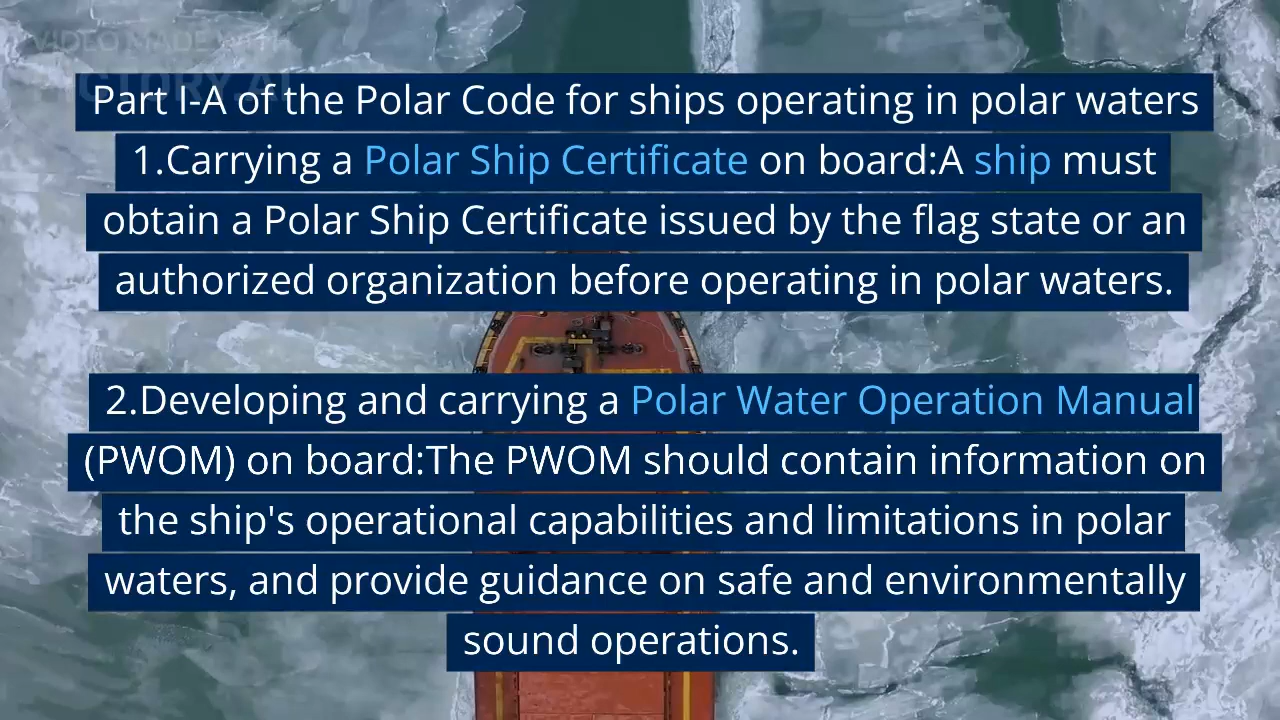 VIDEO MADE WITH
Part I-A of the Polar Code for ships operating in polar waters
1.Carrying a Polar Ship Certificate on board:A ship must
obtain a Polar Ship Certificate issued by the flag state or an
authorized organization before operating in polar waters.
2.Developing and carrying a Polar Water Operation Manual
(PWOM) on board:The PWOM should contain information on
the ship's operational capabilities and limitations in polar
waters, and provide guidance on safe and environmentally
sound operations.